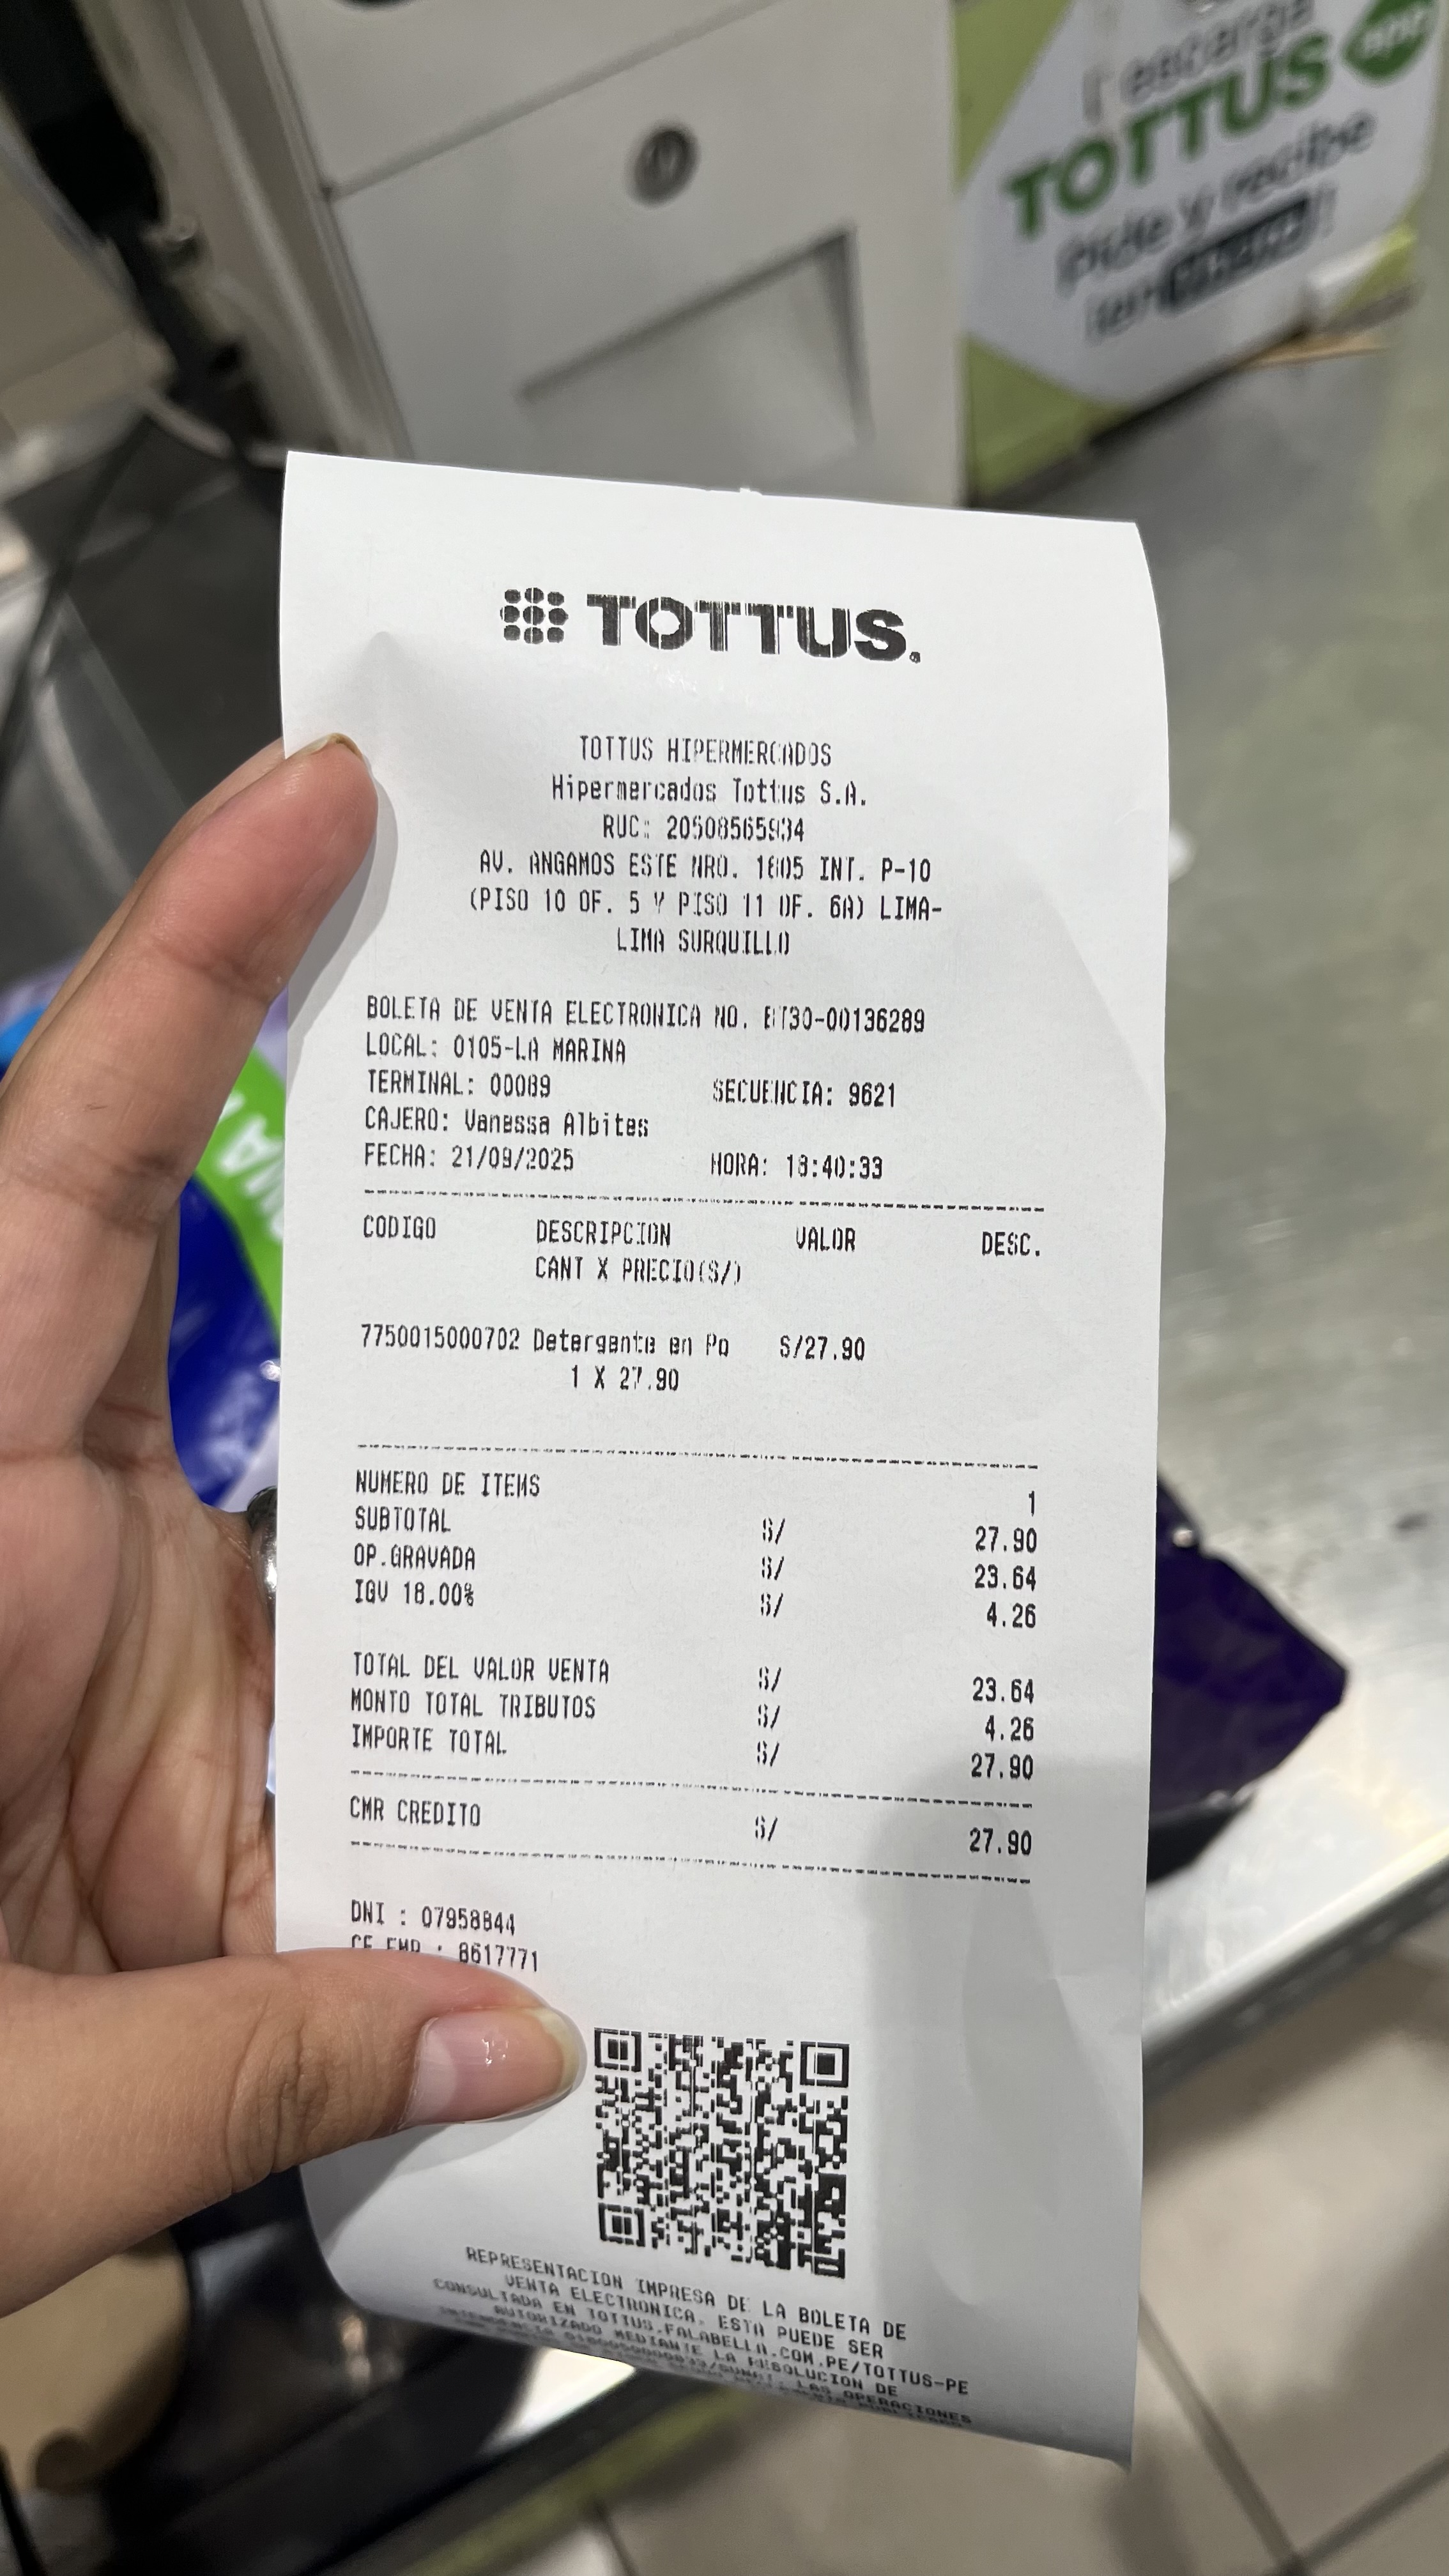 TOTTUS
pide y recibe
TOTTUS.
TOTTUS HIPERMERCADOS
Hipermercados Tottus S.A.
RUC: 20508565934
AV. ANGAMOS ESTE NRO. 1805 INT. P-10
(PISO 10 OF. 5 Y PISO 11 OF. 6A) LIMA-
LIMA SURQUILLO
BOLETA DE VENTA ELECTRONICA NO. BT30-00136289
LOCAL: 0105-LA MARINA
TERMINAL: 00089 SECUENCIA: 9621
CAJERO: Vanessa Albites
FECHA: 21/09/2025 HORA: 18:40:33
CODIGO DESCRIPCION VALOR DESC.
CANT X PRECIO(S/)
7750015000702 Detergente en Po S/27.90
1 X 27.90
NUMERO DE ITEMS 1
SUBTOTAL S/ 27.90
OP.GRAVADA S/ 23.64
IGV 18.00% S/ 4.26
TOTAL DEL VALOR VENTA S/ 23.64
MONTO TOTAL TRIBUTOS S/ 4.26
IMPORTE TOTAL S/ 27.90
CMR CREDITO S/ 27.90
DNI : 07958844
: 8617771
REPRESENTACION IMPRESA DE LA BOLETA DE
VENTA ELECTRONICA. ESTA PUEDE SER
CONSULTADA EN TOTTUS.FALABELLA.COM.PE/TOTTUS-PE
AUTORIZADO MEDIANTE LA RESOLUCION DE
LAS OPERACIONES